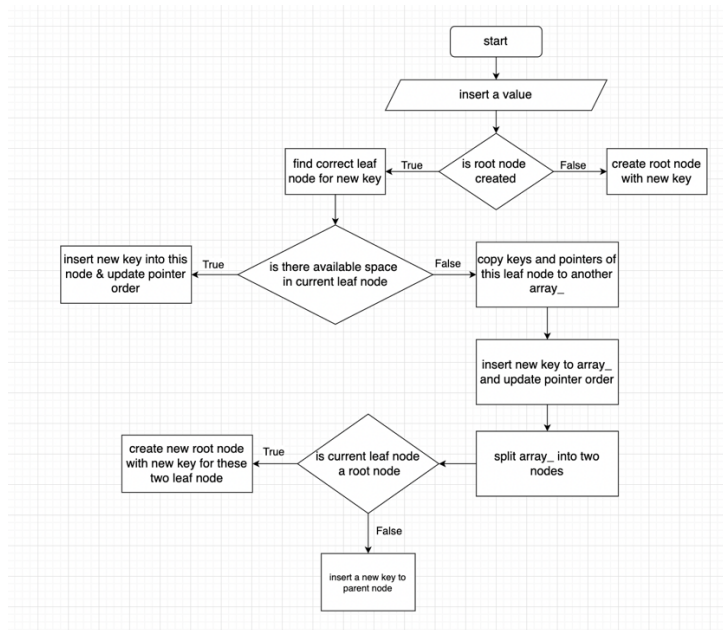 start
insert a value
is root node
created
True
False
find correct leaf
node for new key
create root node
with new key
is there available space
in current leaf node
True
False
insert new key into this
node & update pointer
order
copy keys and pointers of
this leaf node to another
array_
insert new key to array_
and update pointer order
split array_ into two
nodes
is current leaf node
a root node
True
create new root node
with new key for these
two leaf node
False
insert a new key to
parent node